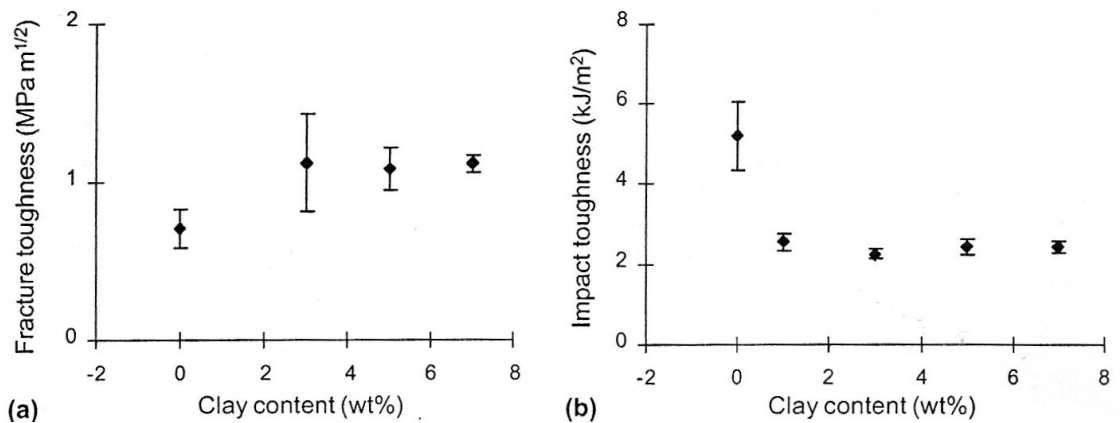 Fracture toughness (MPa m1/2)
2
1
0
-2 0 2 4 6 8
Clay content (wt%)
(a)
Impact toughness (kJ/m2)
8
6
4
2
0
-2 0 2 4 6 8
Clay content (wt%)
(b)